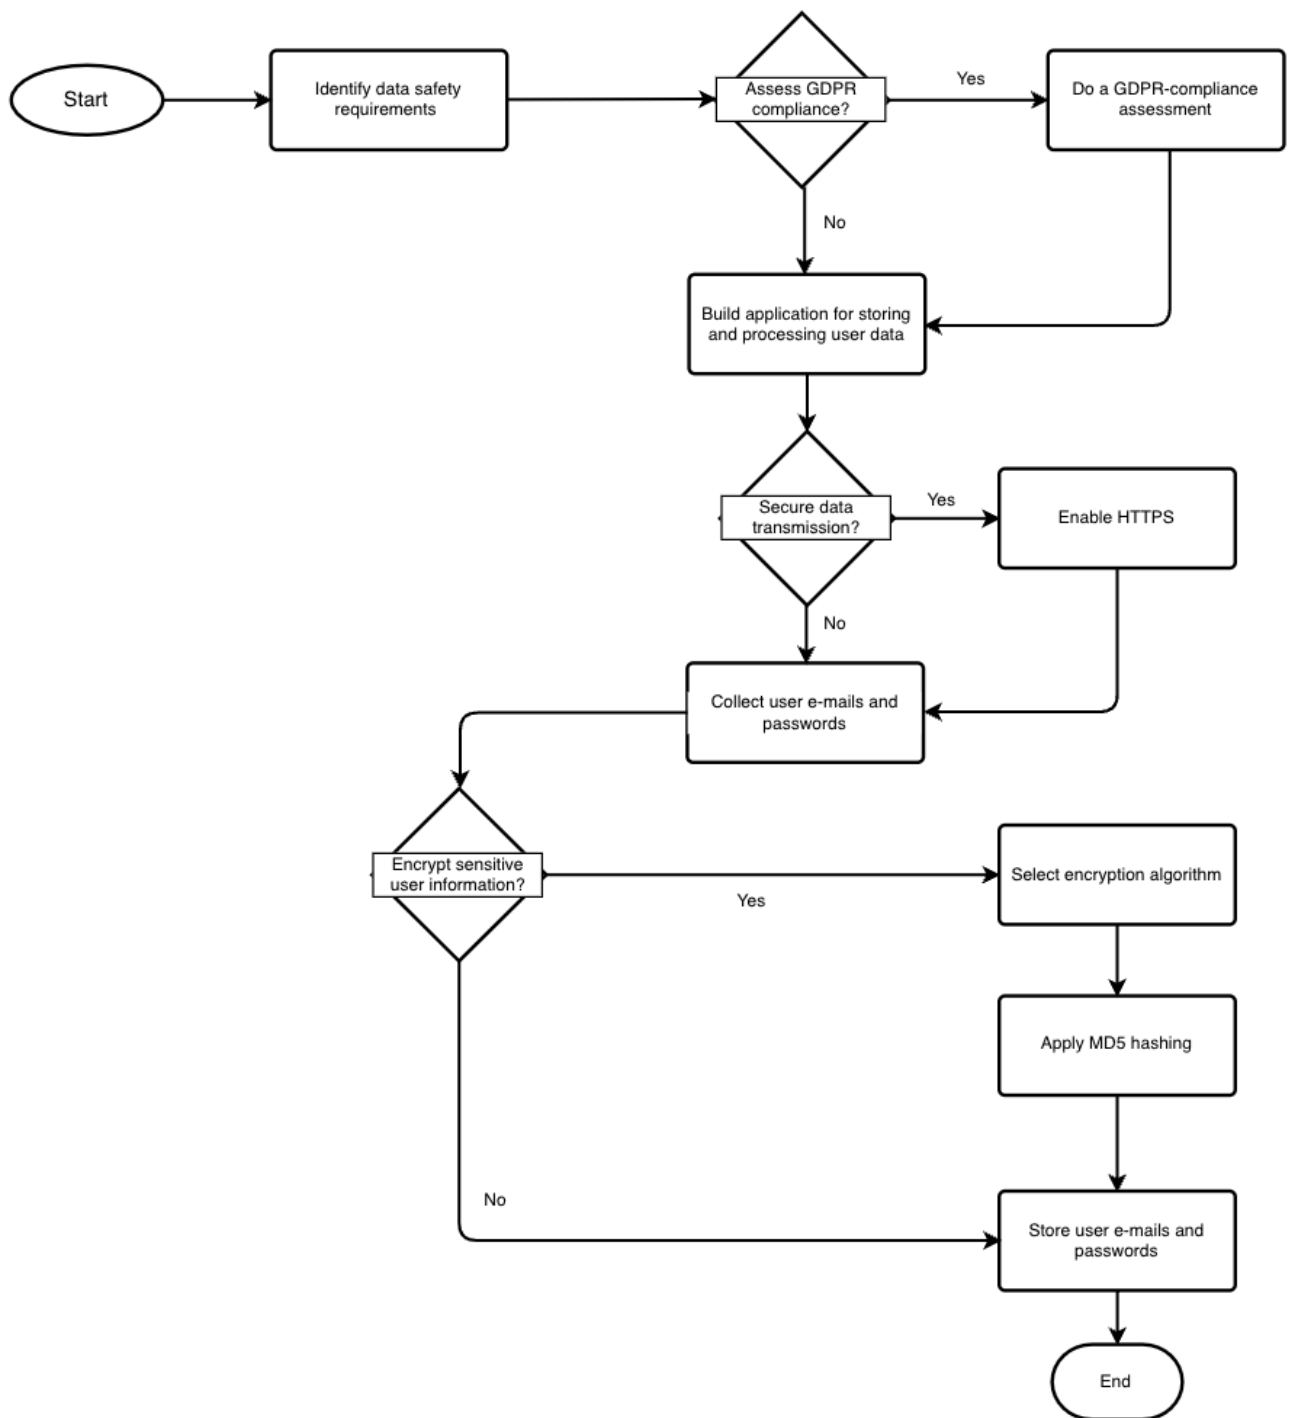 Start
Identify data safety
requirements
Assess GDPR
compliance?
Yes
Do a GDPR-compliance
assessment
No
Build application for storing
and processing user data
Secure data
transmission?
Yes
Enable HTTPS
No
Collect user e-mails and
passwords
Encrypt sensitive
user information?
Yes
Select encryption algorithm
Apply MD5 hashing
No
Store user e-mails and
passwords
End